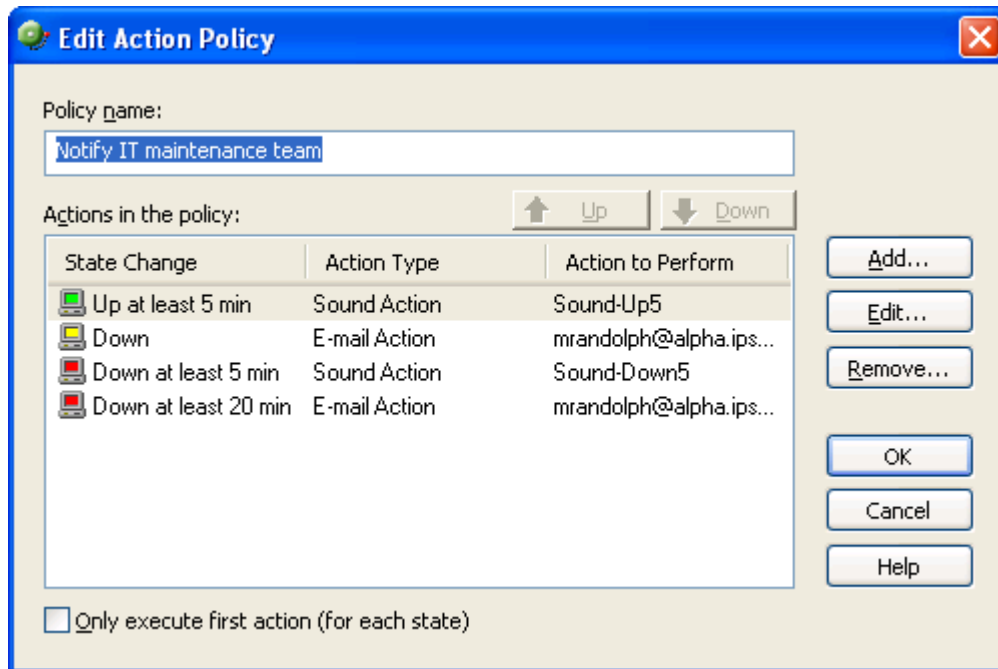 Edit Action Policy
Policy name:
Notify IT maintenance team
Actions in the policy:
Up
Down
State Change Action Type Action to Perform
Up at least 5 min Sound Action Sound-Up5
Down E-mail Action mrandolph@alpha.ips...
Down at least 5 min Sound Action Sound-Down5
Down at least 20 min E-mail Action mrandolph@alpha.ips...
Add...
Edit...
Remove...
OK
Cancel
Help
Only execute first action (for each state)